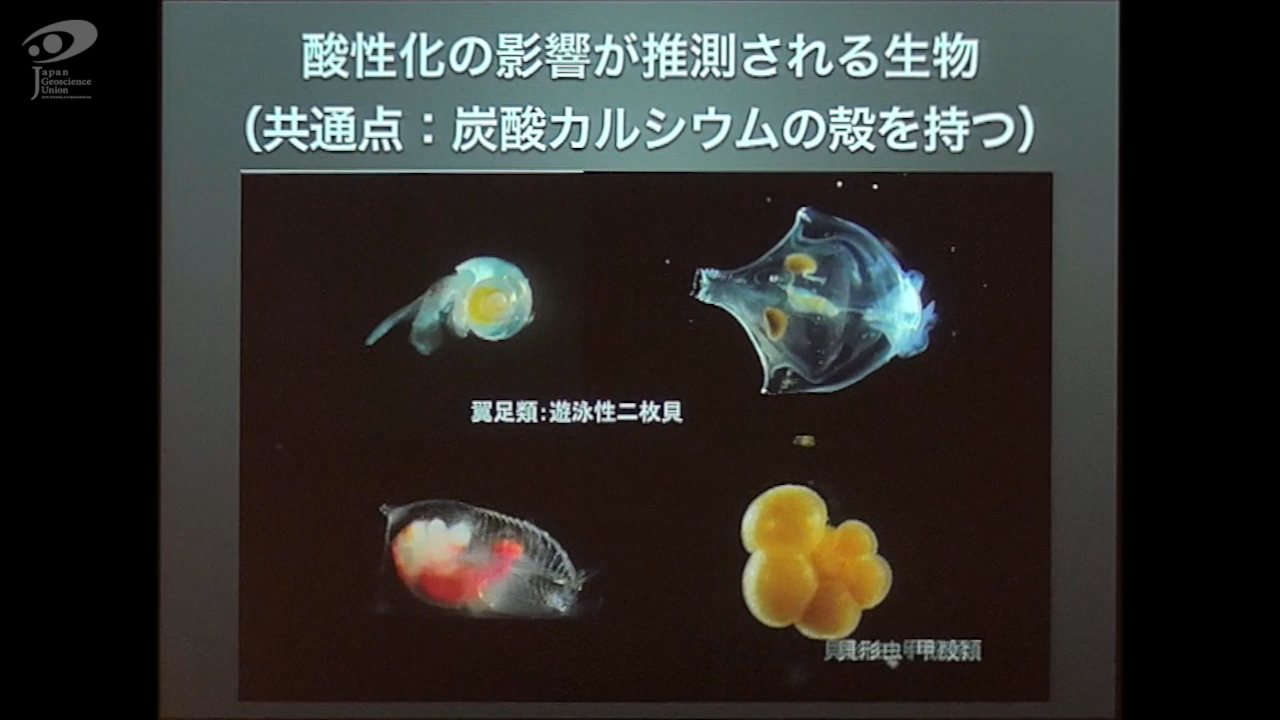 Japan
Geoscience
Union
酸性化の影響が推測される生物
（共通点：炭酸カルシウムの殻を持つ）
翼足類：遊泳性二枚貝